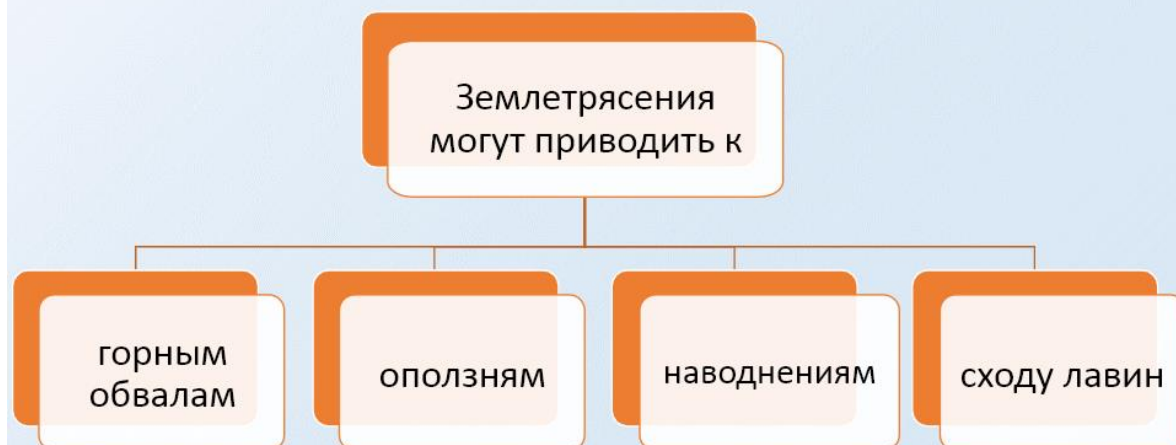 Землетрясения
могут приводить к
горным
обвалам
оползням
наводнениям
сходу лавин